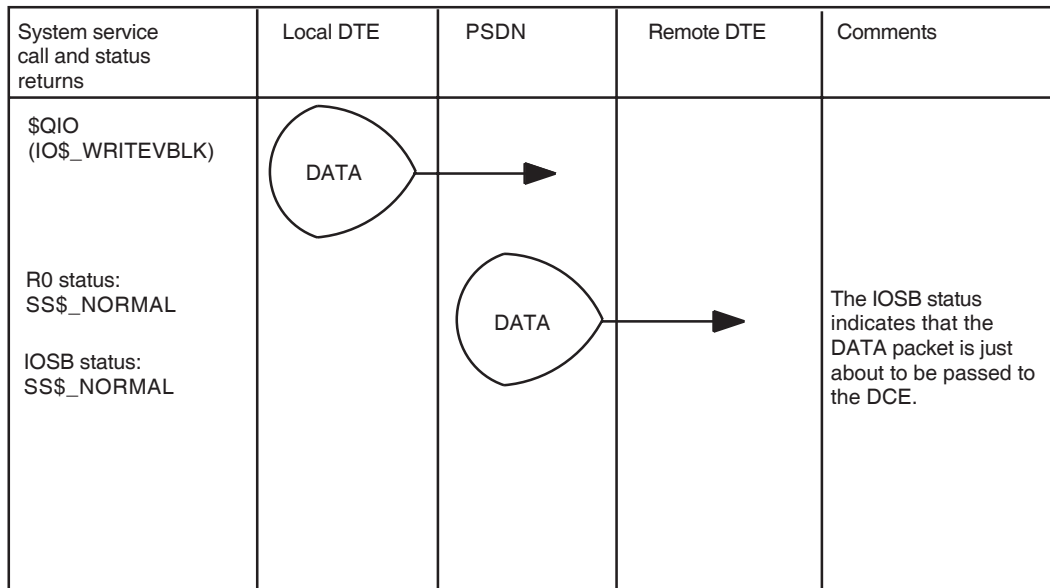 System service
call and status
returns
Local DTE
PSDN
Remote DTE
Comments
$QIO
(IO$_WRITEVBLK)
DATA
R0 status:
SS$_NORMAL
IOSB status:
SS$_NORMAL
DATA
The IOSB status
indicates that the
DATA packet is just
about to be passed to
the DCE.